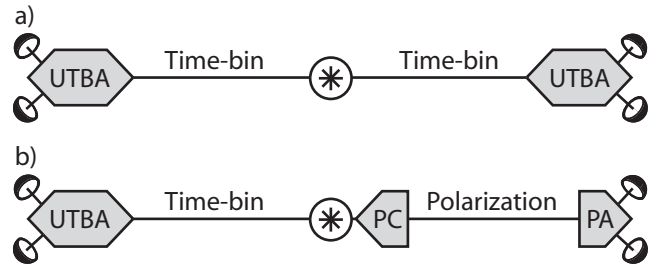 a)
UTBA Time-bin Time-bin UTBA
b)
UTBA Time-bin PC Polarization PA